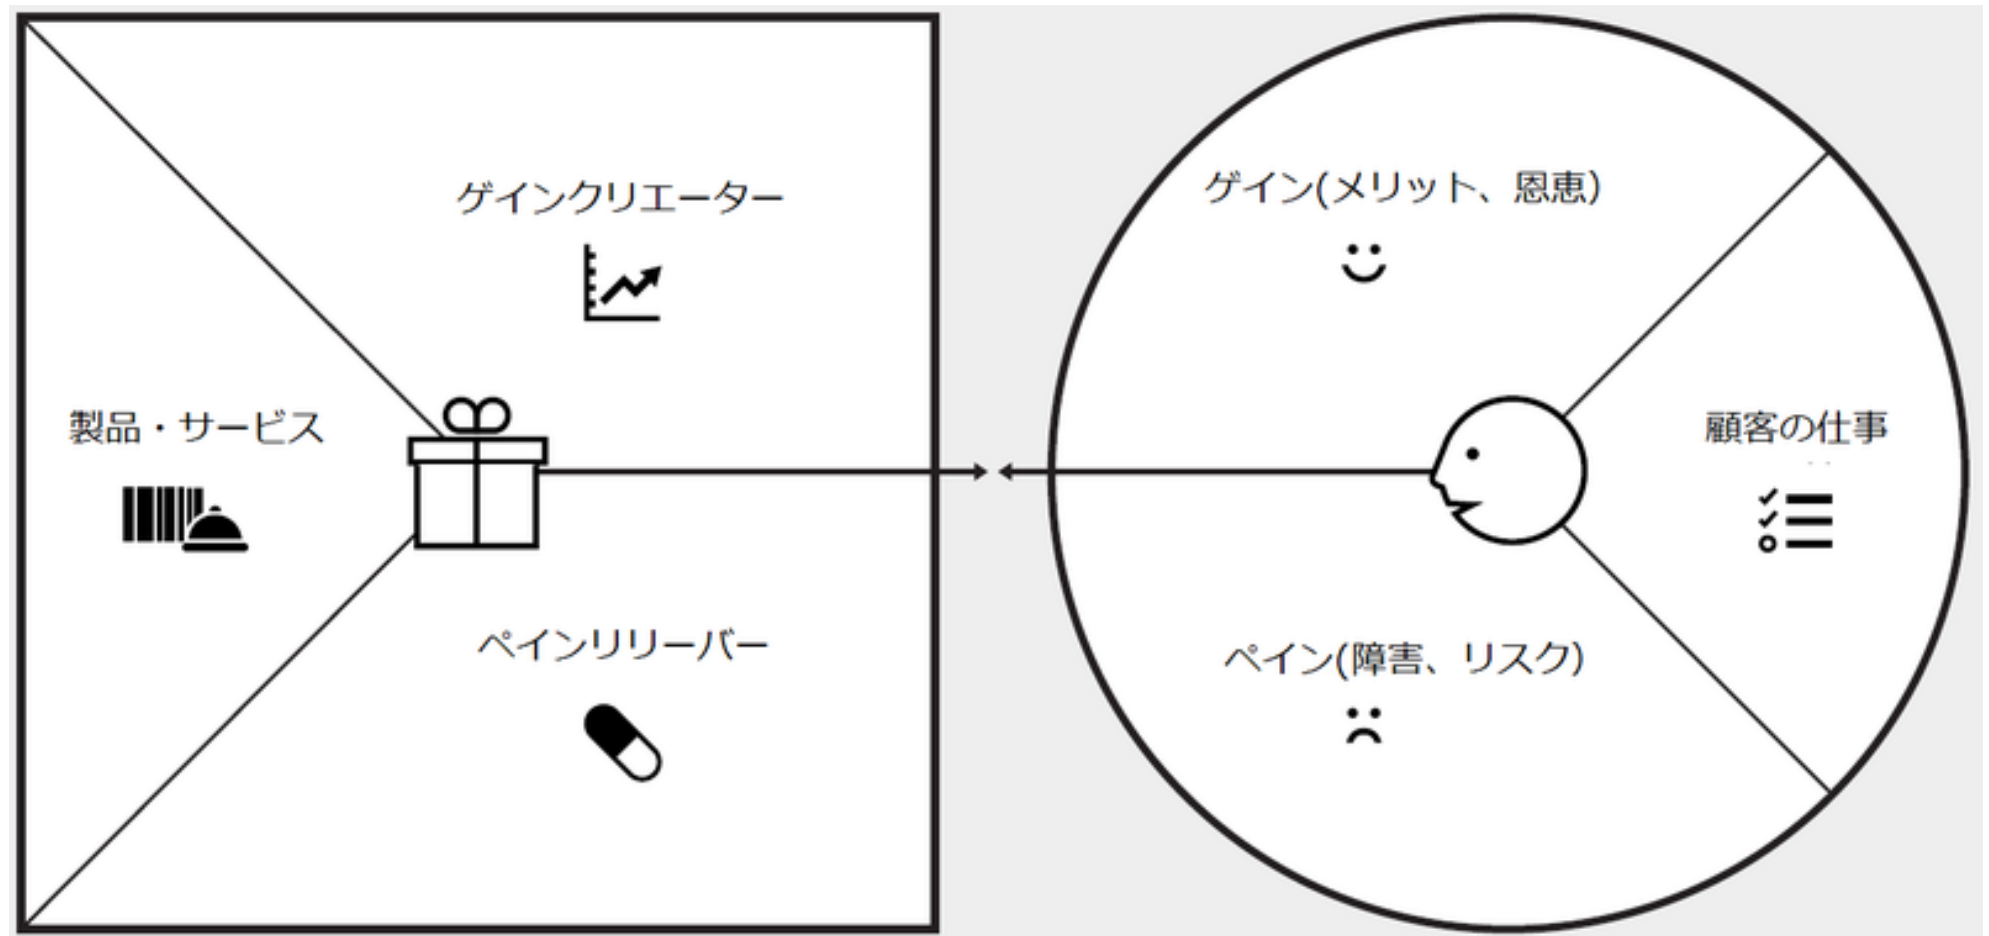 ゲインクリエーター
製品・サービス
ペインリリーバー
ゲイン(メリット、恩恵)
顧客の仕事
ペイン(障害、リスク)